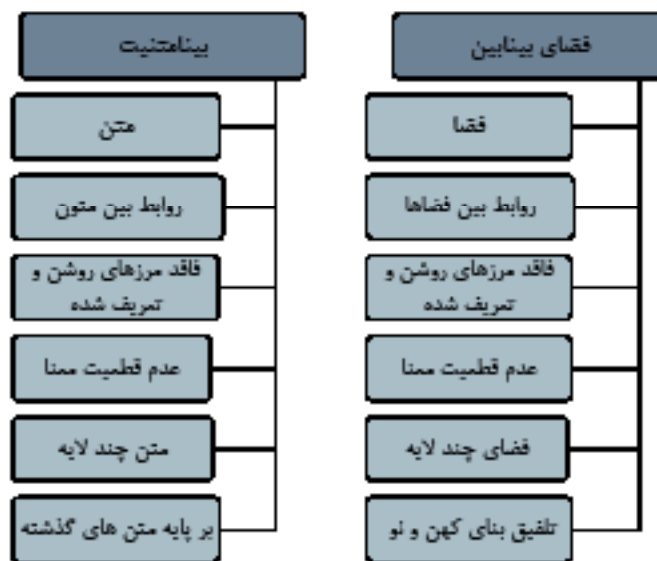 فضای بینابین
فضا
روابط بین فضاها
فاقد مرزهای روشن و
تعریف شده
عدم قطعیت معنا
فضای چند لایه
تلفیق بنای کهن و نو
بینامتنیت
متن
روابط بین متون
فاقد مرزهای روشن و
تعریف شده
عدم قطعیت معنا
متن چند لایه
بر پایه متن های گذشته